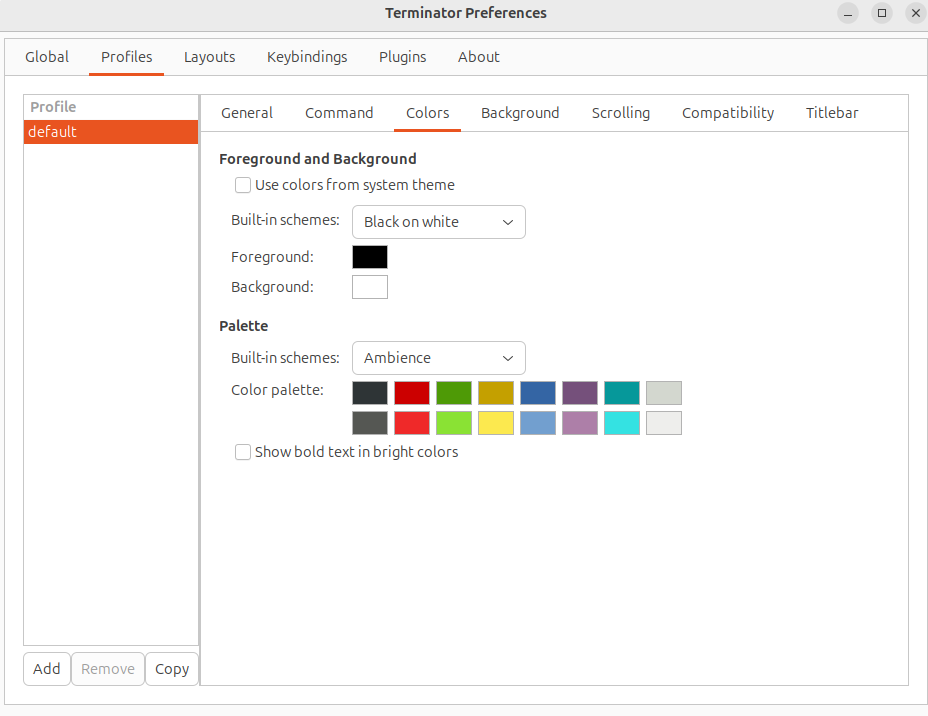 Terminator Preferences
Global Profiles Layouts Keybindings Plugins About
Profile
default
General Command Colors Background Scrolling Compatibility Titlebar
Foreground and Background
Use colors from system theme
Built-in schemes: Black on white
Foreground:
Background:
Palette
Built-in schemes: Ambience
Color palette:
Show bold text in bright colors
Add Remove Copy